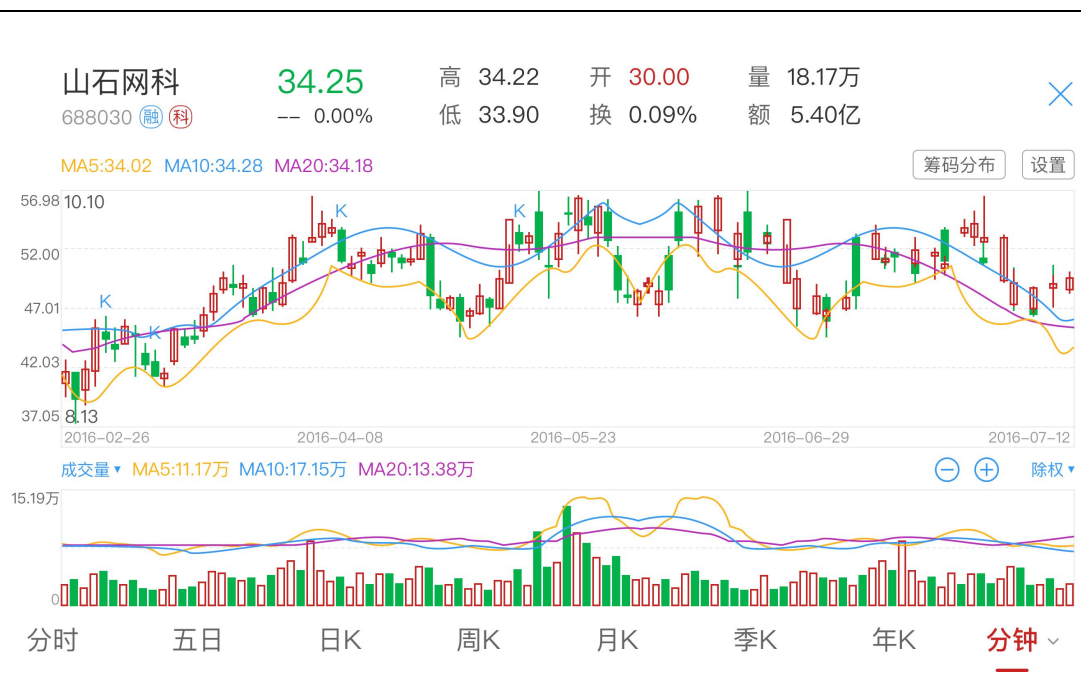 山石网科 34.25 高 34.22 开 30.00 量 18.17万
688030 融 科 -- 0.00% 低 33.90 换 0.09% 额 5.40亿
MA5:34.02 MA10:34.28 MA20:34.18 筹码分布 设置
56.98 10.10
K K
52.00
K
47.01
K
42.03
37.05 8.13
2016-02-26 2016-04-08 2016-05-23 2016-06-29 2016-07-12
成交量 MA5:11.17万 MA10:17.15万 MA20:13.38万 除权
15.19万
0
分时 五日 日K 周K 月K 季K 年K 分钟